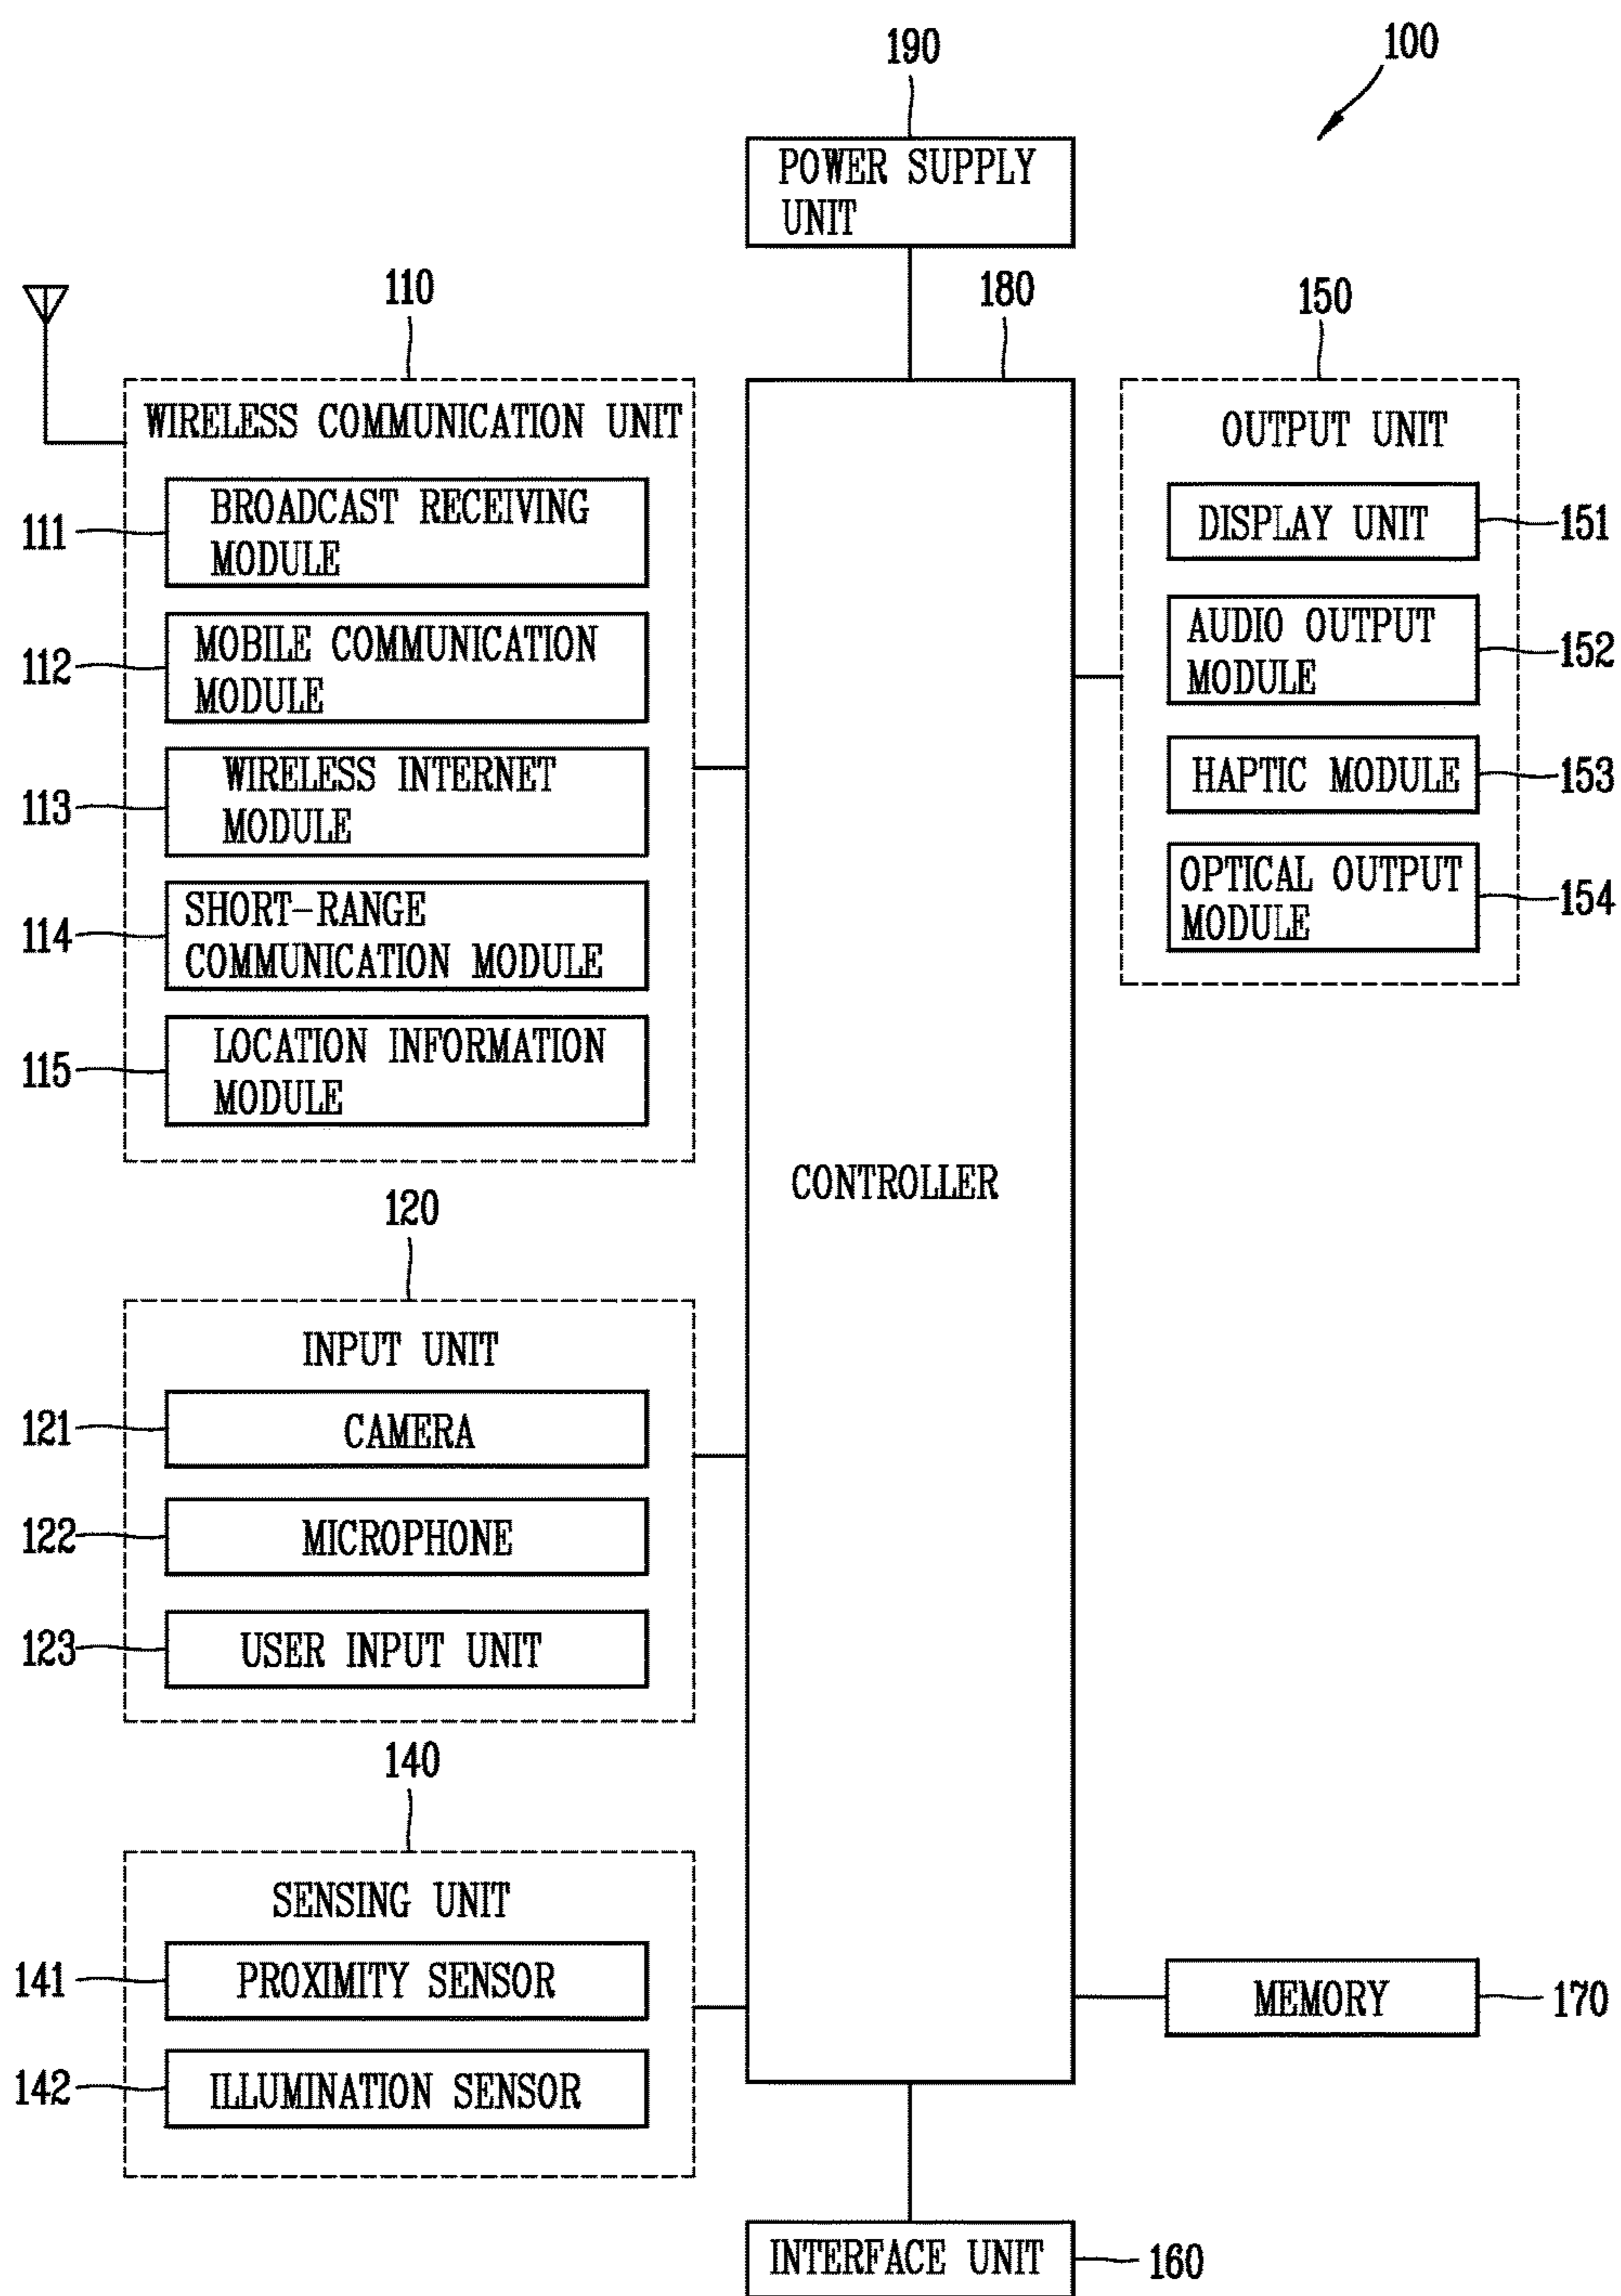 100
190
POWER SUPPLY
UNIT
110
180
150
WIRELESS COMMUNICATION UNIT
111
BROADCAST RECEIVING
MODULE
112
MOBILE COMMUNICATION
MODULE
113
WIRELESS INTERNET
MODULE
114
SHORT-RANGE
COMMUNICATION MODULE
115
LOCATION INFORMATION
MODULE
OUTPUT UNIT
DISPLAY UNIT
151
AUDIO OUTPUT
MODULE
152
HAPTIC MODULE
153
OPTICAL OUTPUT
MODULE
154
CONTROLLER
120
INPUT UNIT
121
CAMERA
122
MICROPHONE
123
USER INPUT UNIT
140
SENSING UNIT
141
PROXIMITY SENSOR
142
ILLUMINATION SENSOR
MEMORY
170
INTERFACE UNIT
160